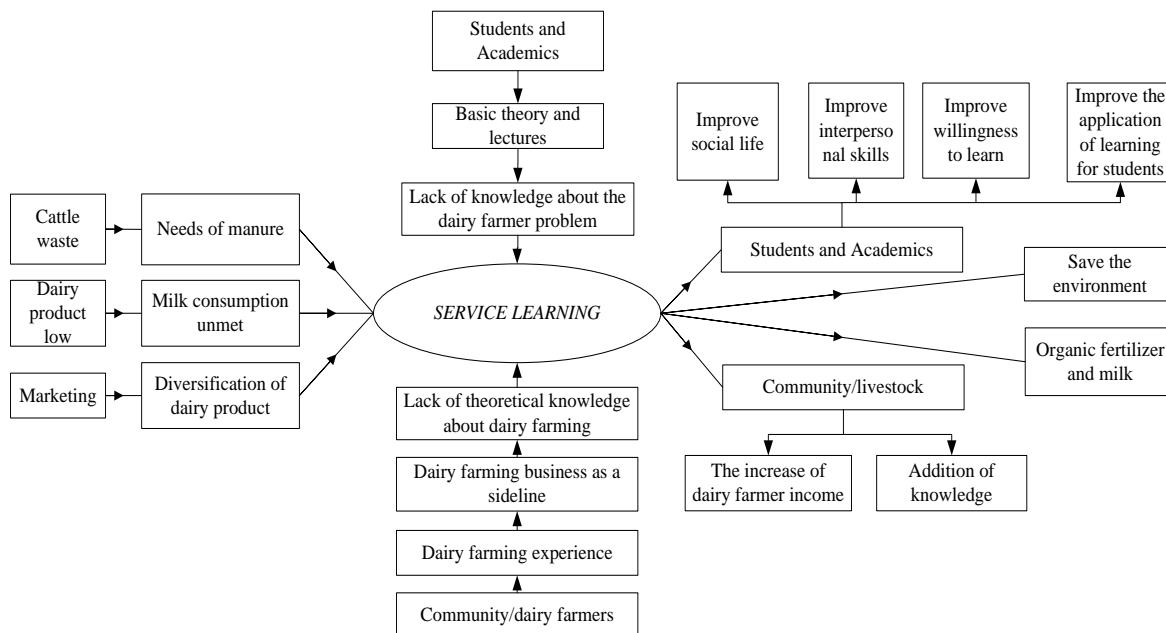 Students and
Academics
Basic theory and
lectures
Lack of knowledge about the
dairy farmer problem
Improve
social life
Improve
interperso
nal skills
Improve
willingness
to learn
Improve the
application
of learning
for students
Cattle
waste
Needs of manure
Dairy
product
low
Milk consumption
unmet
Marketing
Diversification of
dairy product
SERVICE LEARNING
Students and Academics
Save the
environment
Organic fertilizer
and milk
Community/livestock
The increase of
dairy farmer income
Addition of
knowledge
Lack of theoretical knowledge
about dairy farming
Dairy farming business as a
sideline
Dairy farming experience
Community/dairy farmers